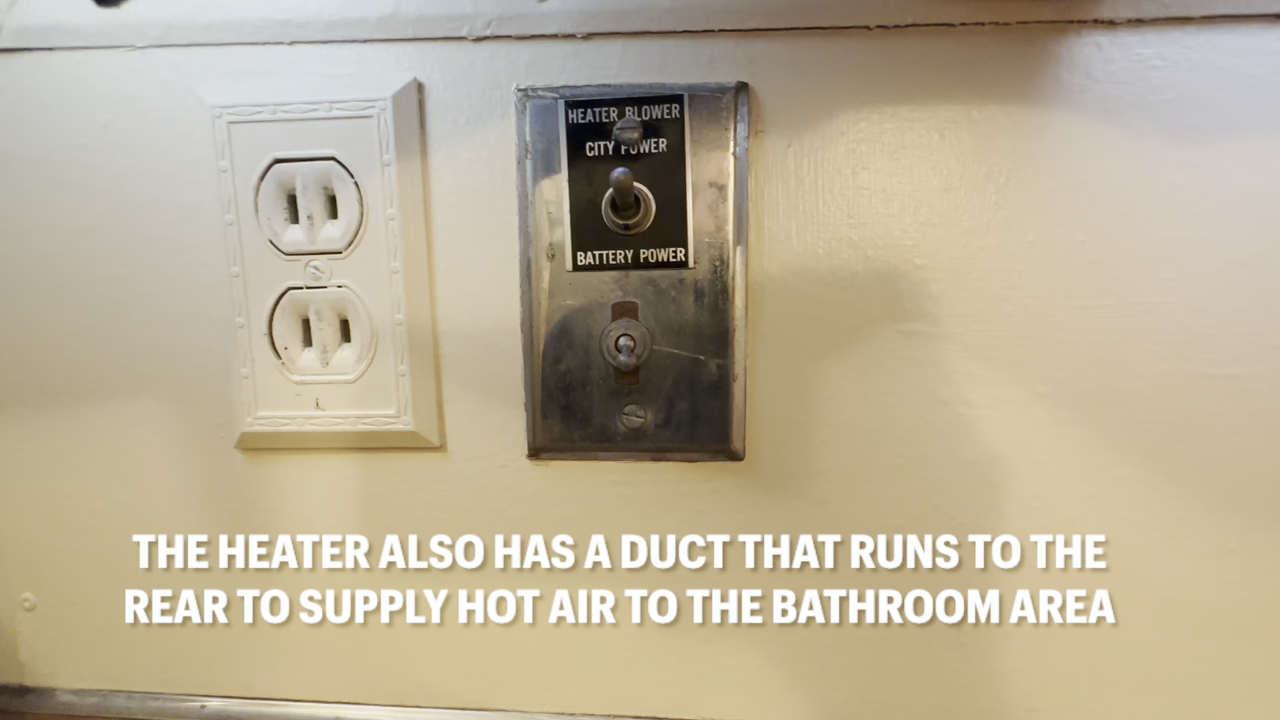 HEATER BLOWER
CITY POWER
BATTERY POWER
THE HEATER ALSO HAS A DUCT THAT RUNS TO THE
REAR TO SUPPLY HOT AIR TO THE BATHROOM AREA